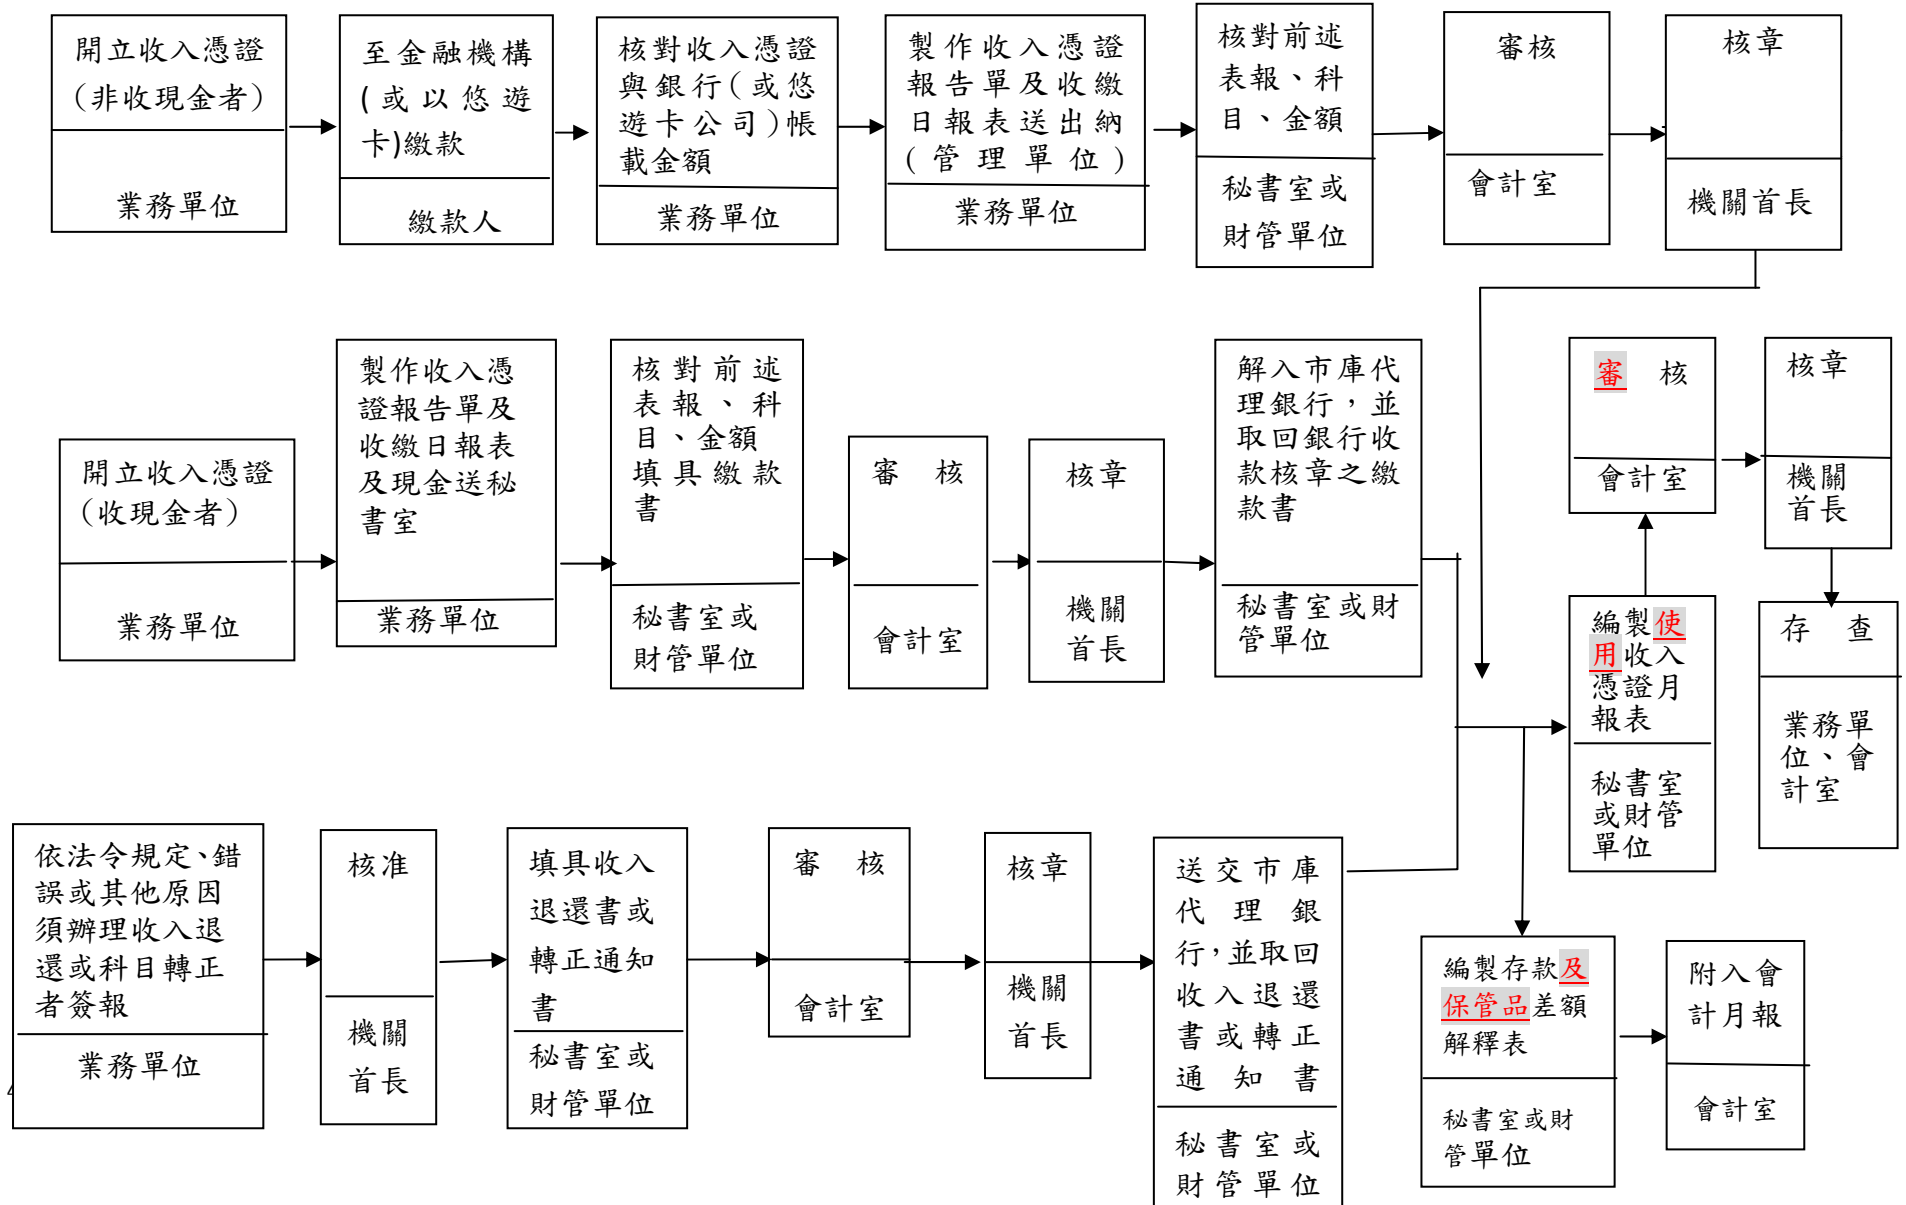 開立收入憑證
(非收現金者)
業務單位
至金融機構
(或以悠遊
卡)繳款
繳款人
核對收入憑證
與銀行(或悠
遊卡公司)帳
載金額
業務單位
製作收入憑證
報告單及收繳
日報表送出納
(管理單位)
業務單位
核對前述
表報、科
目、金額
秘書室或
財管單位
審核
會計室
核章
機關首長
開立收入憑證
(收現金者)
業務單位
製作收入憑
證報告單及
收繳日報表
及現金送秘
書室
業務單位
核對前述
表報、科
目、金額
填具繳款
書
秘書室或
財管單位
審 核
會計室
核章
機關
首長
解入市庫代
理銀行，並
取回銀行收
款核章之繳
款書
秘書室或財
管單位
審 核
會計室
核章
機關
首長
編製使
用收入
憑證月
報表
秘書室
或財管
單位
存 查
業務單
位、會
計室
依法令規定、錯
誤或其他原因
須辦理收入退
還或科目轉正
者簽報
業務單位
核准
機關
首長
填具收入
退還書或
轉正通知
書
秘書室或
財管單位
審 核
會計室
核章
機關
首長
送交市庫
代理銀
行，並取回
收入退還
書或轉正
通知書
秘書室或
財管單位
編製存款及
保管品差額
解釋表
秘書室或財
管單位
附入會
計月報
會計室